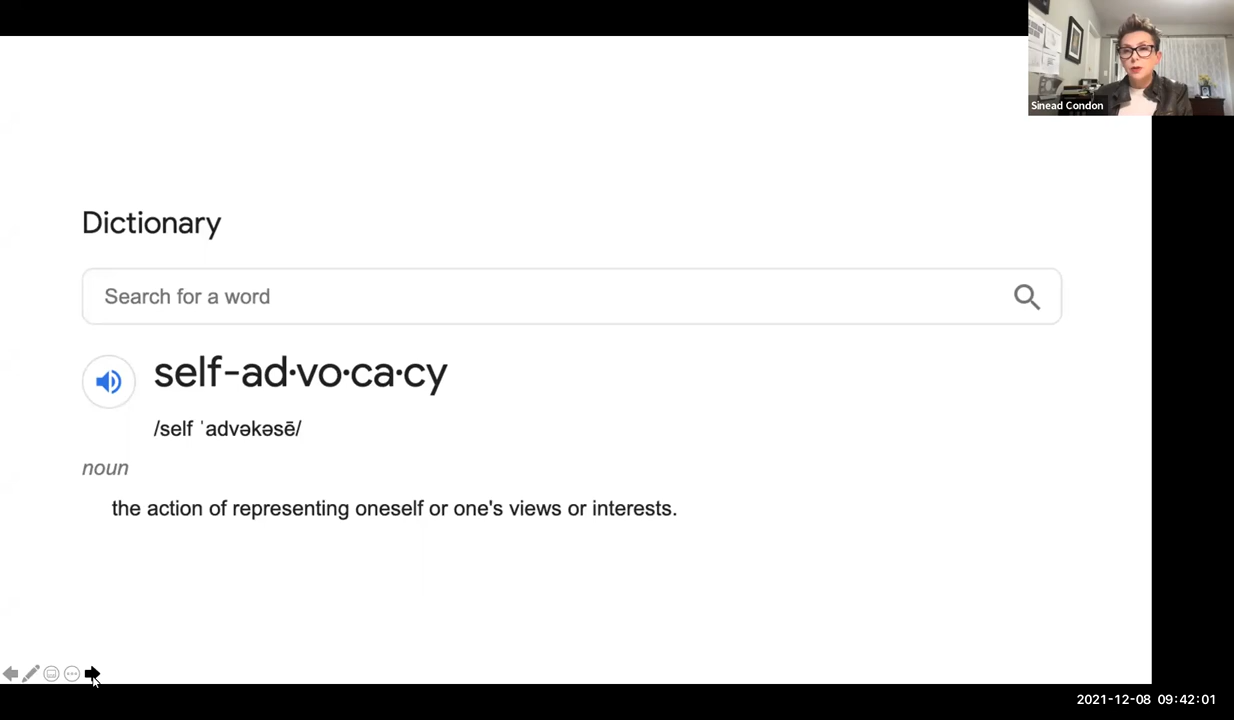 Sinead Condon
Dictionary
Search for a word
self-ad·vo·ca·cy
/self ˈadvəkəsē/
noun
the action of representing oneself or one's views or interests.
2021-12-08 09:42:01